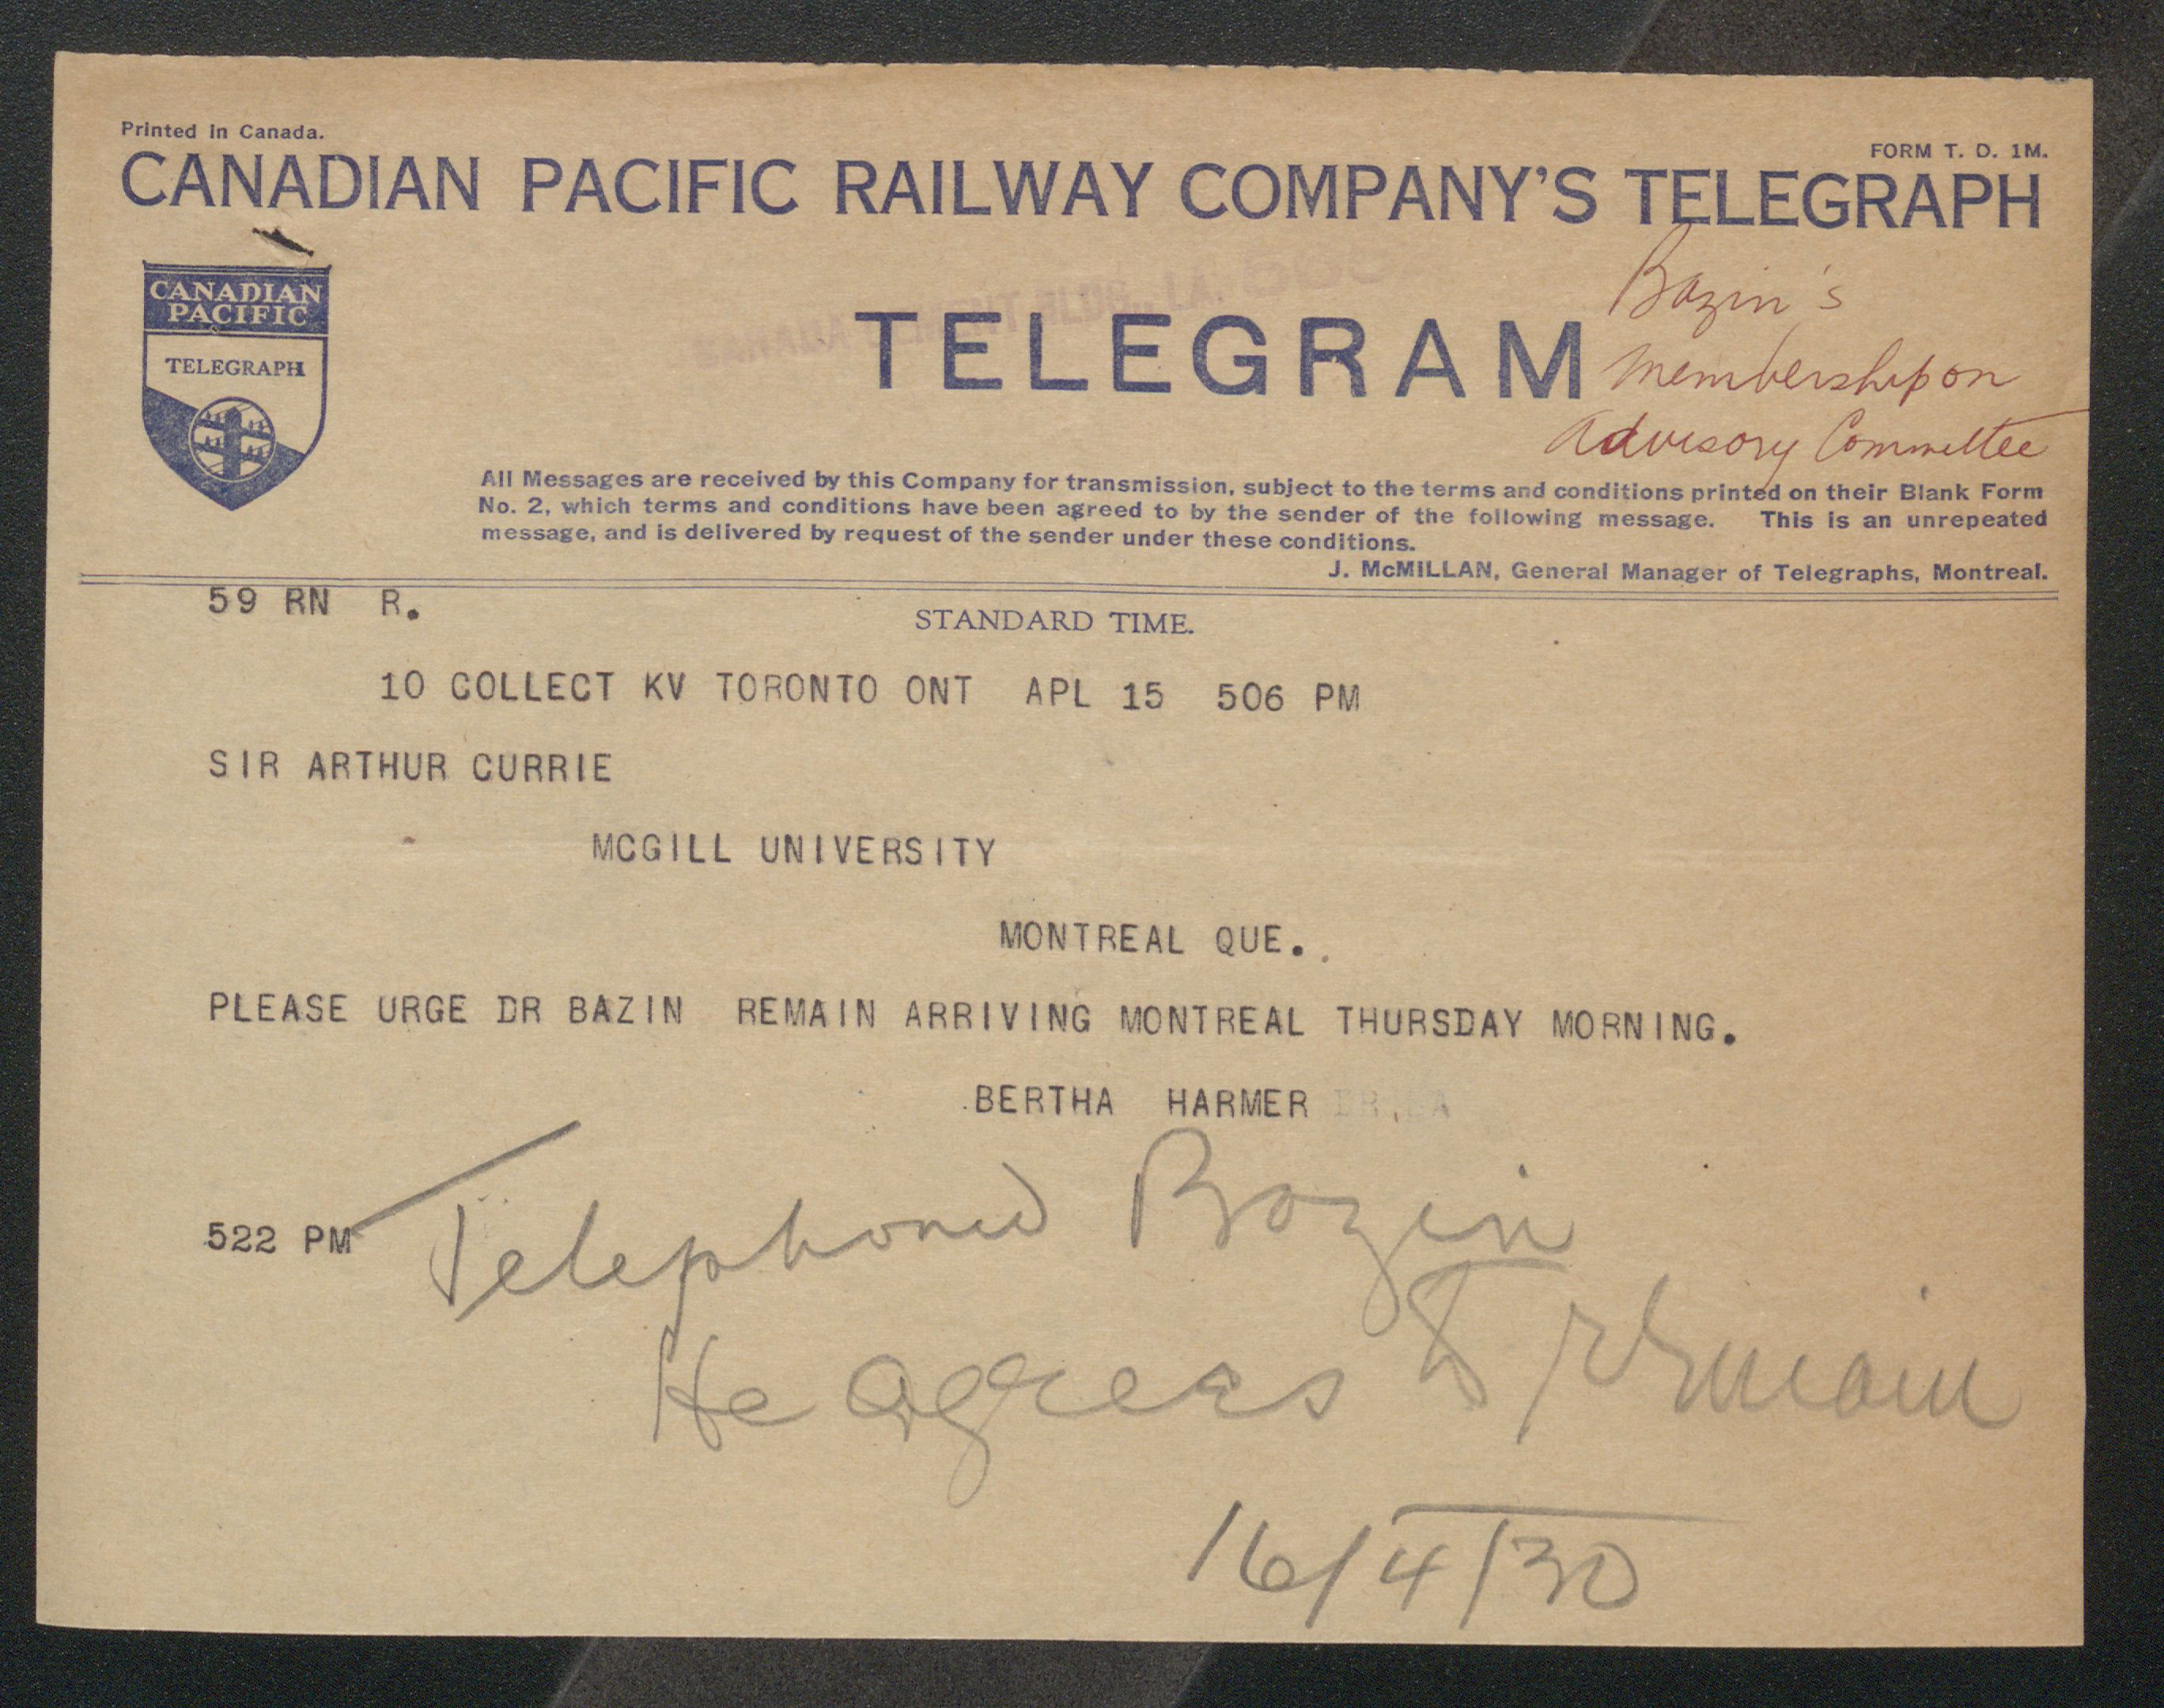 Printed in Canada.
FORM T. D. 1M.
CANADIAN PACIFIC RAILWAY COMPANY'S TELEGRAPH
CANADIAN
PACIFIC
TELEGRAPH
BLDG., LA.
TELEGRAM
Bazin's
membership on
Advisory Committee
All Messages are received by this Company for transmission, subject to the terms and conditions printed on their Blank Form
No. 2, which terms and conditions have been agreed to by the sender of the following message. This is an unrepeated
message, and is delivered by request of the sender under these conditions.
J. McMILLAN, General Manager of Telegraphs, Montreal.
59 RN R.
STANDARD TIME.
10 COLLECT KV TORONTO ONT APL 15 506 PM
SIR ARTHUR CURRIE
MCGILL UNIVERSITY
MONTREAL QUE.
PLEASE URGE DR BAZIN REMAIN ARRIVING MONTREAL THURSDAY MORNING.
BERTHA HARMER
522 PM
Telephoned Bazin
He agrees to remain
16/4/30